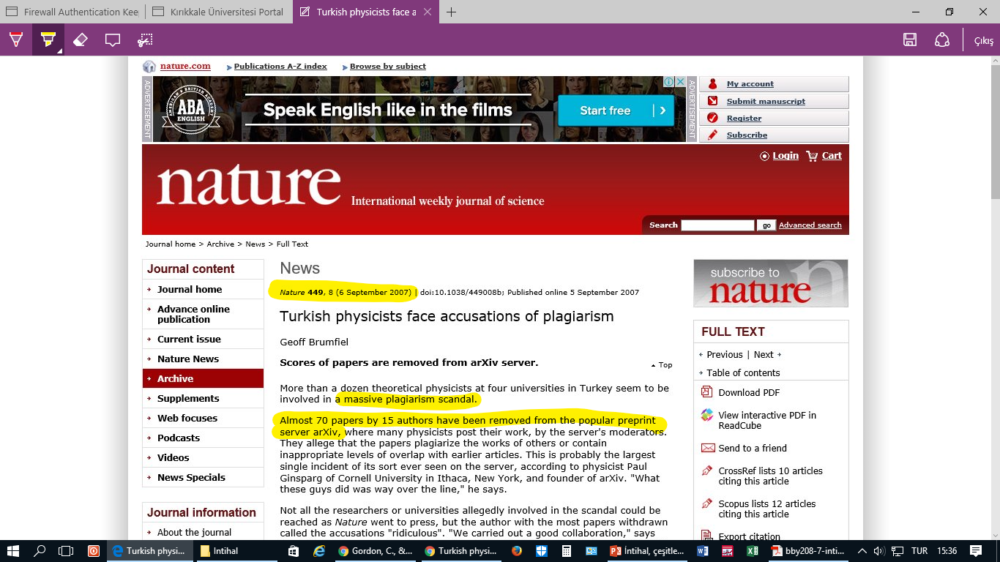 Firewall Authentication Kee
Kırıkkale Üniversitesi Portal
Turkish physicists face a
Çıkış
nature.com
Publications A-Z index
Browse by subject
ADVERTISEMENT
ABA
ENGLISH
Speak English like in the films
Start free
ADVERTISEMENT
My account
Submit manuscript
Register
Subscribe
Login
Cart
nature International weekly journal of science
Search
go
Advanced search
Journal home > Archive > News > Full Text
Journal content
Journal home
Advance online
publication
Current issue
Nature News
Archive
Supplements
Web focuses
Podcasts
Videos
News Specials
Journal information
About the journal
News
Nature 449, 8 (6 September 2007) | doi:10.1038/449008b; Published online 5 September 2007
Turkish physicists face accusations of plagiarism
Geoff Brumfiel
Scores of papers are removed from arXiv server.
Top
More than a dozen theoretical physicists at four universities in Turkey seem to be
involved in a massive plagiarism scandal.
Almost 70 papers by 15 authors have been removed from the popular preprint
server arXiv, where many physicists post their work, by the server's moderators.
They allege that the papers plagiarize the works of others or contain
inappropriate levels of overlap with earlier articles. This is probably the largest
single incident of its sort ever seen on the server, according to physicist Paul
Ginsparg of Cornell University in Ithaca, New York, and founder of arXiv. "What
these guys did was way over the line," he says.
Not all the researchers or universities allegedly involved in the scandal could be
reached as Nature went to press, but the author with the most papers withdrawn
called the accusations "ridiculous". "We carried out a good collaboration," says
subscribe to
nature
FULL TEXT
Previous | Next
Table of contents
Download PDF
View interactive PDF in
ReadCube
Send to a friend
CrossRef lists 10 articles
citing this article
Scopus lists 12 articles
citing this article
Export citation
Turkish physi...
Intihal
Gordon, C., &...
Turkish physi...
İntihal, çeşitle...
bby208-7-inti...
TUR
15:36